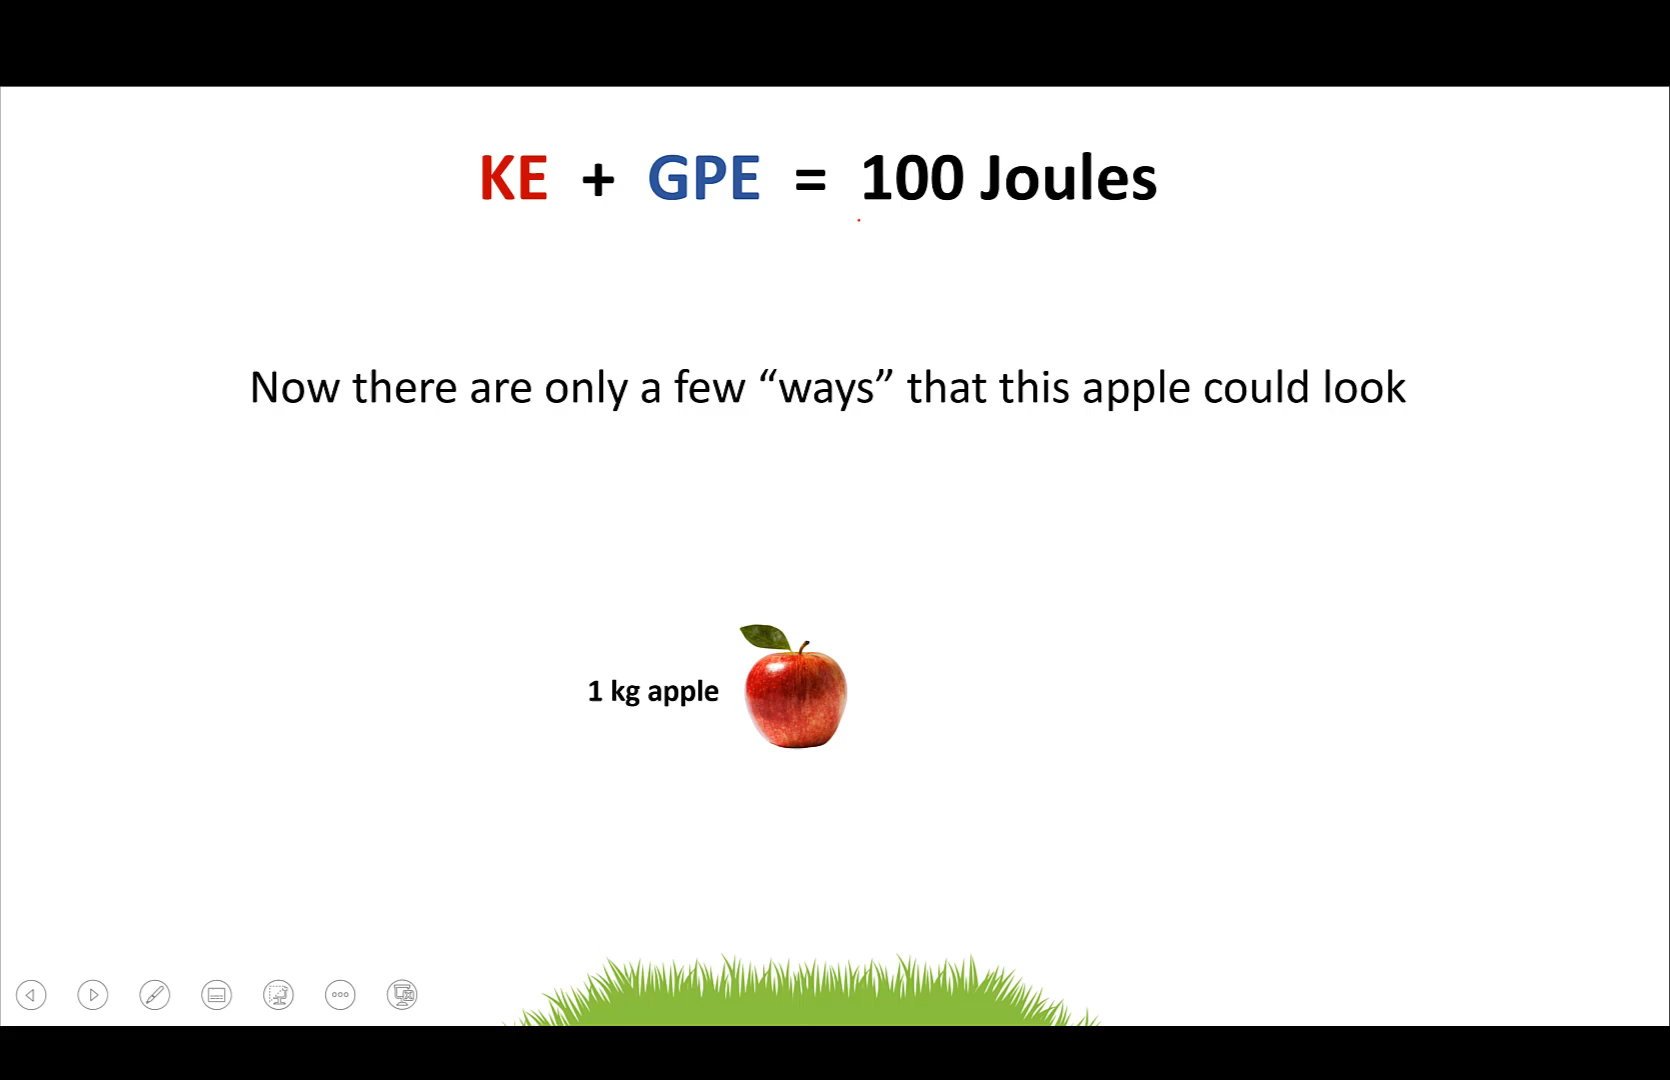 KE + GPE = 100 Joules
Now there are only a few “ways” that this apple could look
1 kg apple